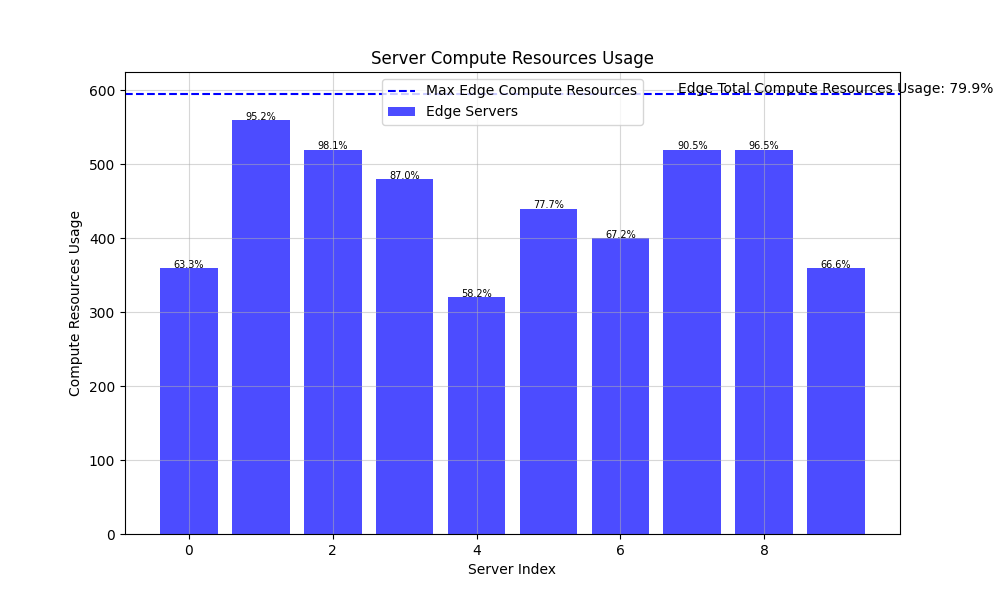 Server Compute Resources Usage
Max Edge Compute Resources
Edge Servers
Edge Total Compute Resources Usage: 79.9%
Compute Resources Usage
600
500
400
300
200
100
0
63.3%
95.2%
98.1%
87.0%
58.2%
77.7%
67.2%
90.5%
96.5%
66.6%
0 2 4 6 8
Server Index